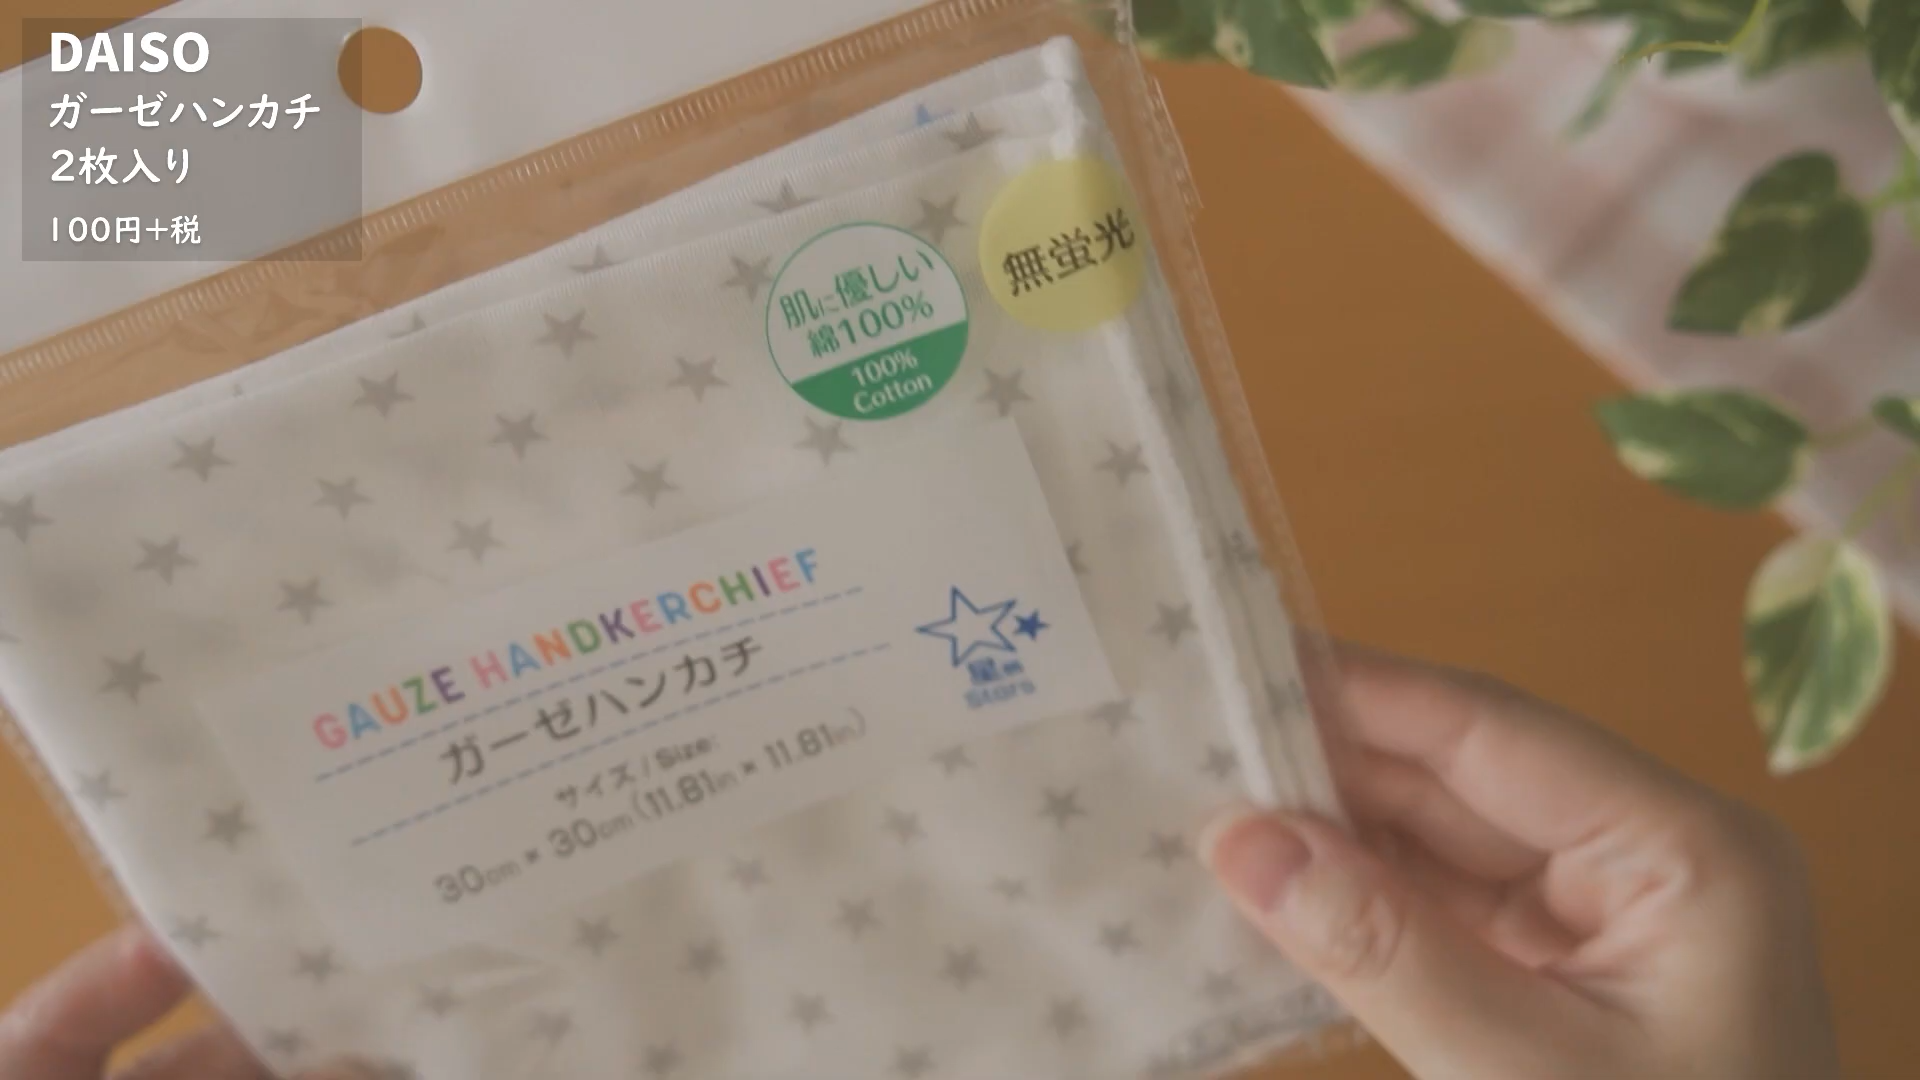 DAISO
ガーゼハンカチ
2枚入り
100円+税
肌に優しい
綿100%
100%
Cotton
無蛍光
GAUZE HANDKERCHIEF
ガーゼハンカチ
サイズ / Size:
30cm × 30cm (11.81in × 11.81in)
星柄
Stars